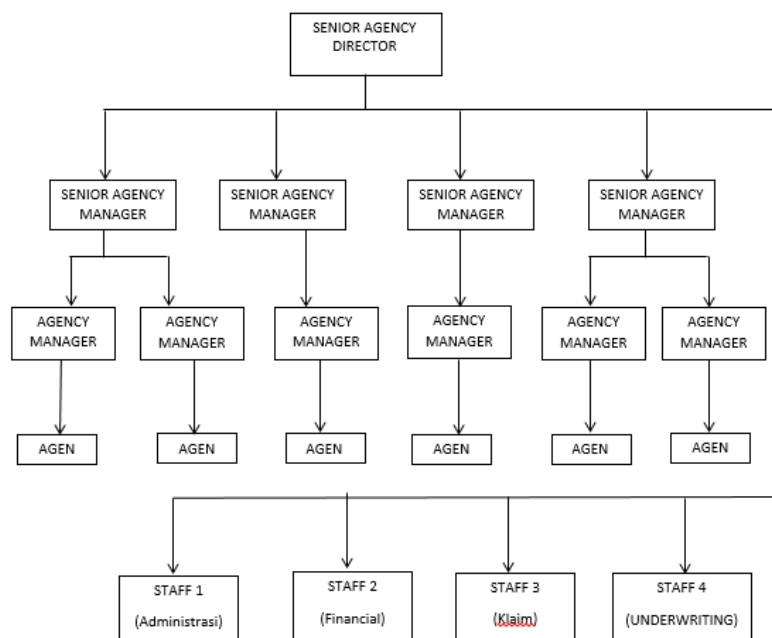 SENIOR AGENCY
DIRECTOR
SENIOR AGENCY
MANAGER
SENIOR AGENCY
MANAGER
SENIOR AGENCY
MANAGER
SENIOR AGENCY
MANAGER
AGENCY
MANAGER
AGENCY
MANAGER
AGENCY
MANAGER
AGENCY
MANAGER
AGENCY
MANAGER
AGENCY
MANAGER
AGEN
AGEN
AGEN
AGEN
AGEN
AGEN
STAFF 1
(Administrasi)
STAFF 2
(Financial)
STAFF 3
(Klaim)
STAFF 4
(UNDERWRITING)